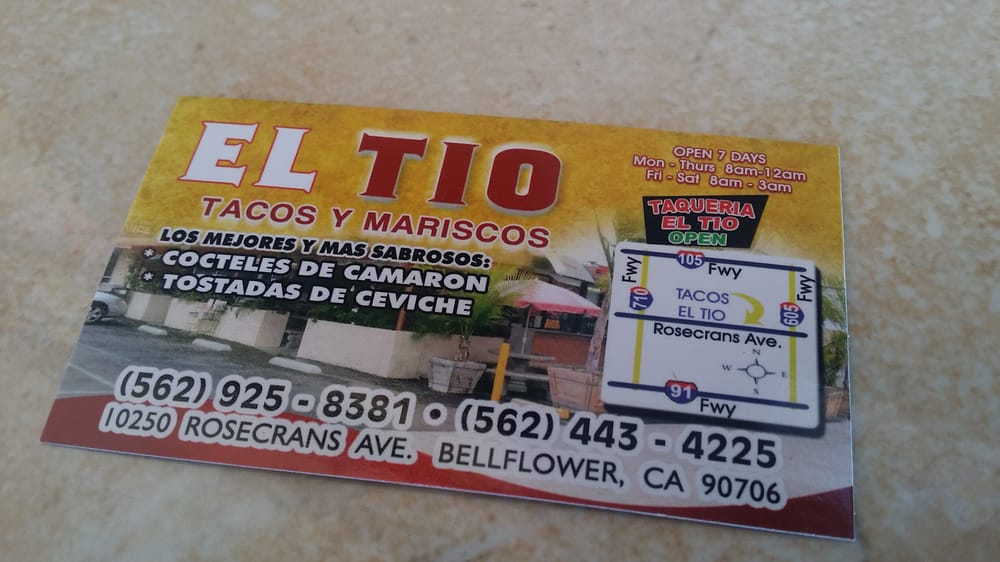 EL TIO
TACOS Y MARISCOS
LOS MEJORES Y MAS SABROSOS:
* COCTELES DE CAMARON
* TOSTADAS DE CEVICHE
OPEN 7 DAYS
Mon - Thurs 8am-12am
Fri - Sat 8am - 3am
TAQUERIA
EL TIO
OPEN
105 Fwy
Fwy 710
TACOS
EL TIO
Fwy 605
Rosecrans Ave.
N
W E
S
91 Fwy
(562) 925 - 8381 • (562) 443 - 4225
10250 ROSECRANS AVE. BELLFLOWER, CA 90706